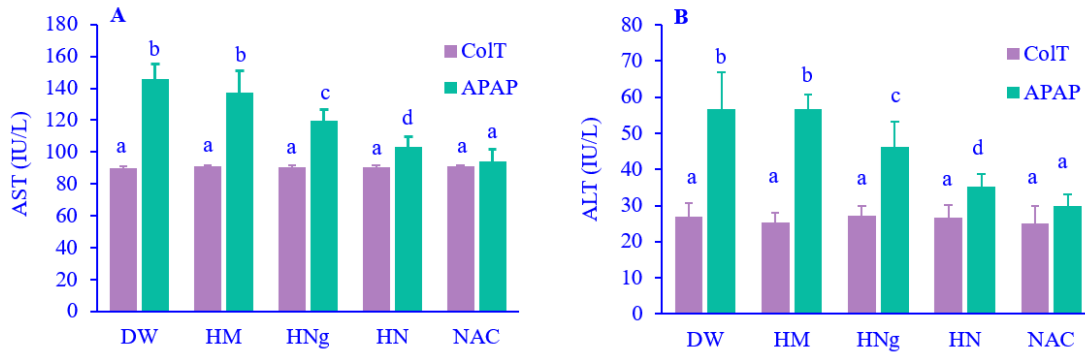 A
AST (IU/L)
180
160
140
120
100
80
60
40
20
0
ColT
APAP
a b a b a c a d a a
DW HM HNg HN NAC
B
ALT (IU/L)
80
70
60
50
40
30
20
10
0
ColT
APAP
a b a b a c a d a a
DW HM HNg HN NAC